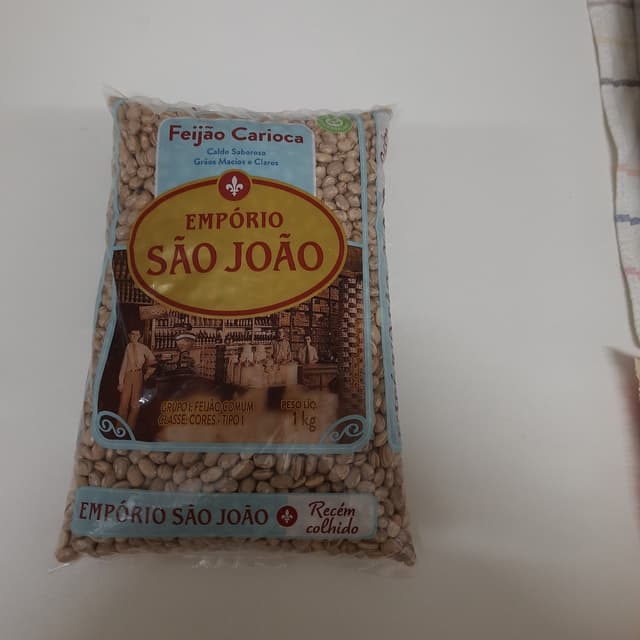 Feijão Carioca
Caldo Saboroso
Grãos Macios e Claros
EMPÓRIO
SÃO JOÃO
GRUPO I: FEIJÃO COMUM
CLASSE: CORES - TIPO 1
PESO LÍQ.
1 kg
EMPÓRIO SÃO JOÃO
Recém
colhido